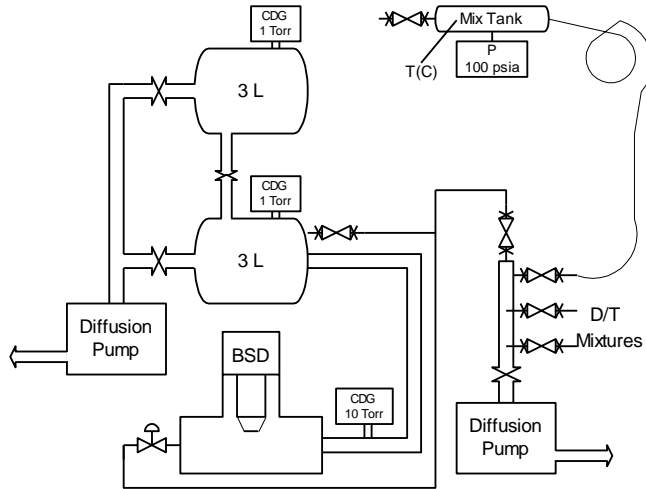 CDG
1 Torr
3 L
Mix Tank
T(C)
P
100 psia
CDG
1 Torr
3 L
Diffusion
Pump
BSD
CDG
10 Torr
D/T
Mixtures
Diffusion
Pump